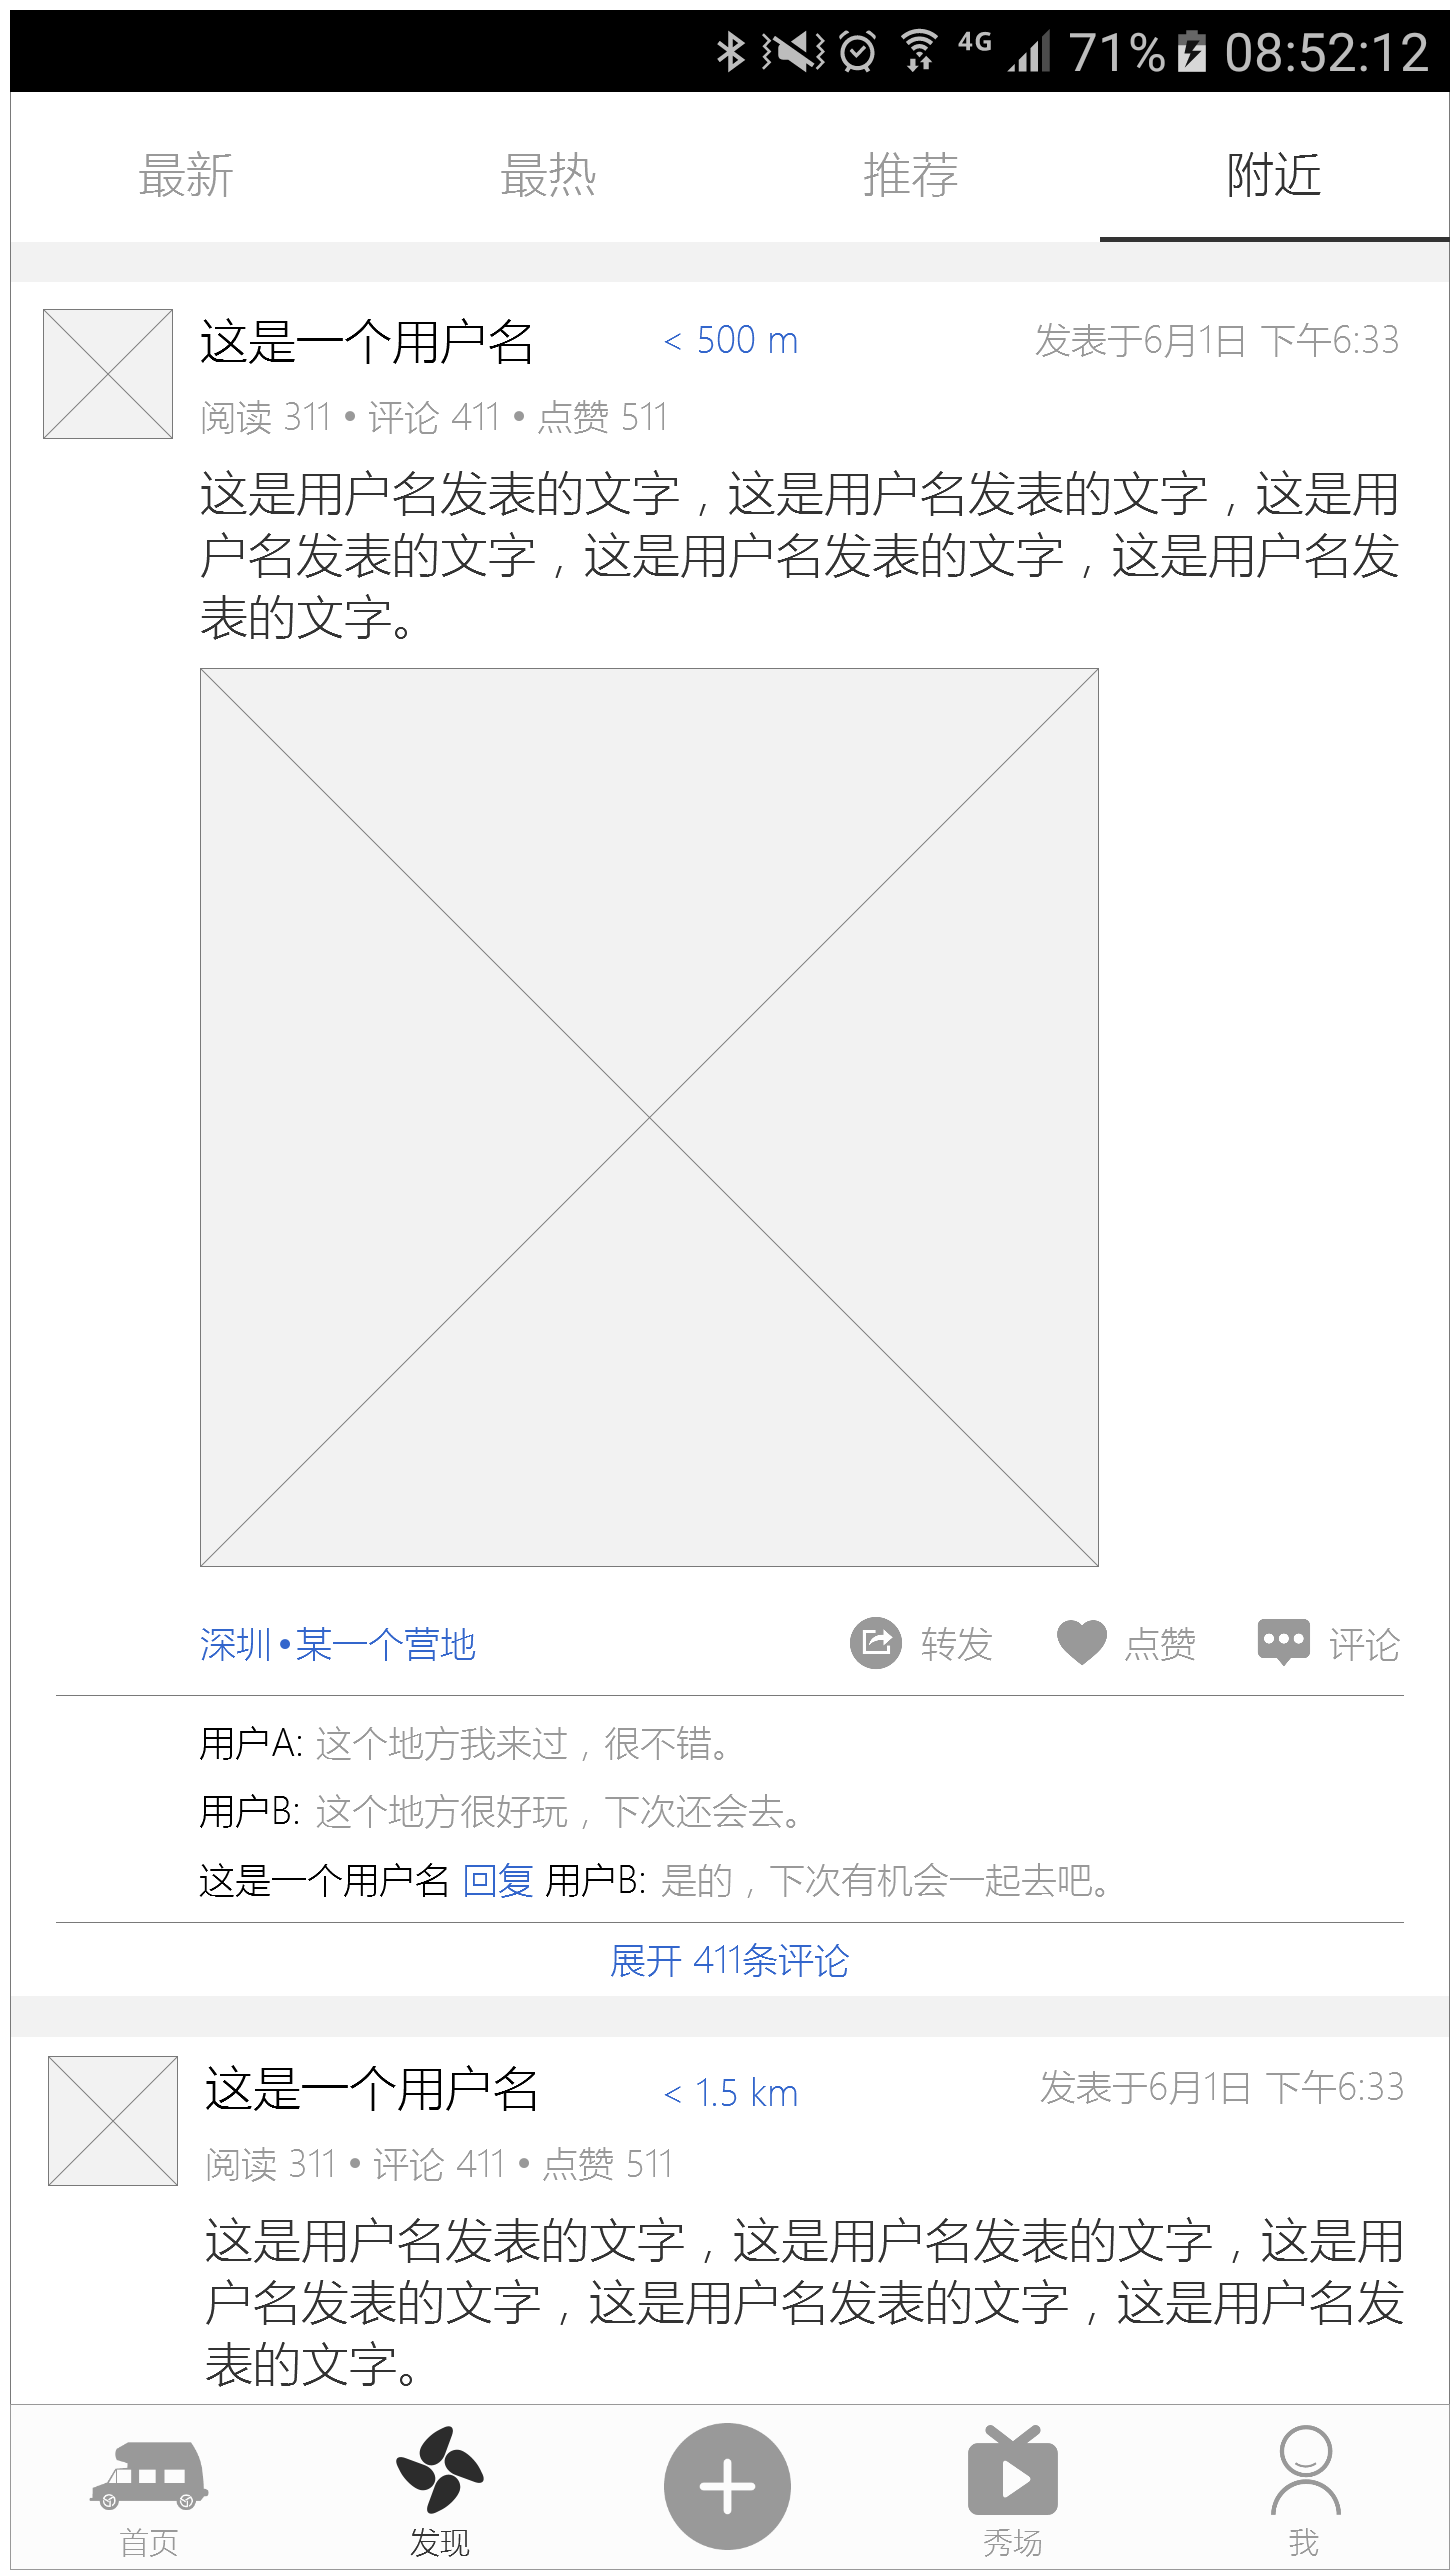 4G 71% 08:52:12
最新 最热 推荐 附近
这是一个用户名 < 500 m 发表于6月1日 下午6:33
阅读 311 • 评论 411 • 点赞 511
这是用户名发表的文字，这是用户名发表的文字，这是用
户名发表的文字，这是用户名发表的文字，这是用户名发
表的文字。
深圳•某一个营地 转发 点赞 评论
用户A: 这个地方我来过，很不错。
用户B: 这个地方很好玩，下次还会去。
这是一个用户名 回复 用户B: 是的，下次有机会一起去吧。
展开 411条评论
这是一个用户名 < 1.5 km 发表于6月1日 下午6:33
阅读 311 • 评论 411 • 点赞 511
这是用户名发表的文字，这是用户名发表的文字，这是用
户名发表的文字，这是用户名发表的文字，这是用户名发
表的文字。
首页 发现 秀场 我